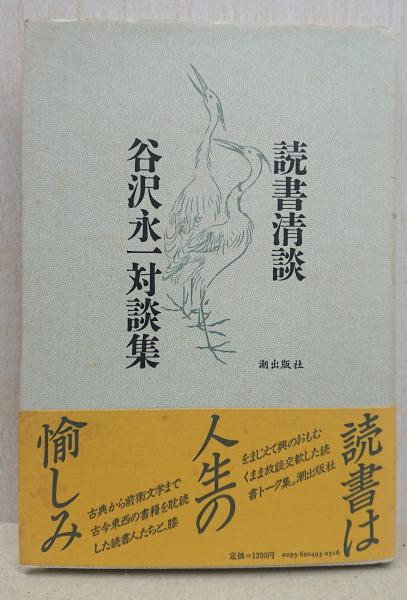 読書清談
谷沢永一対談集
潮出版社
読書は
人生の
愉しみ
古典から前衛文学まで
古今東西の書籍を耽読
した読書人たちと、膝
をまじえて興のおもむ
くまま放談交歓した読
書トーク集。潮出版社
定価=1200円 0095-600493-0316